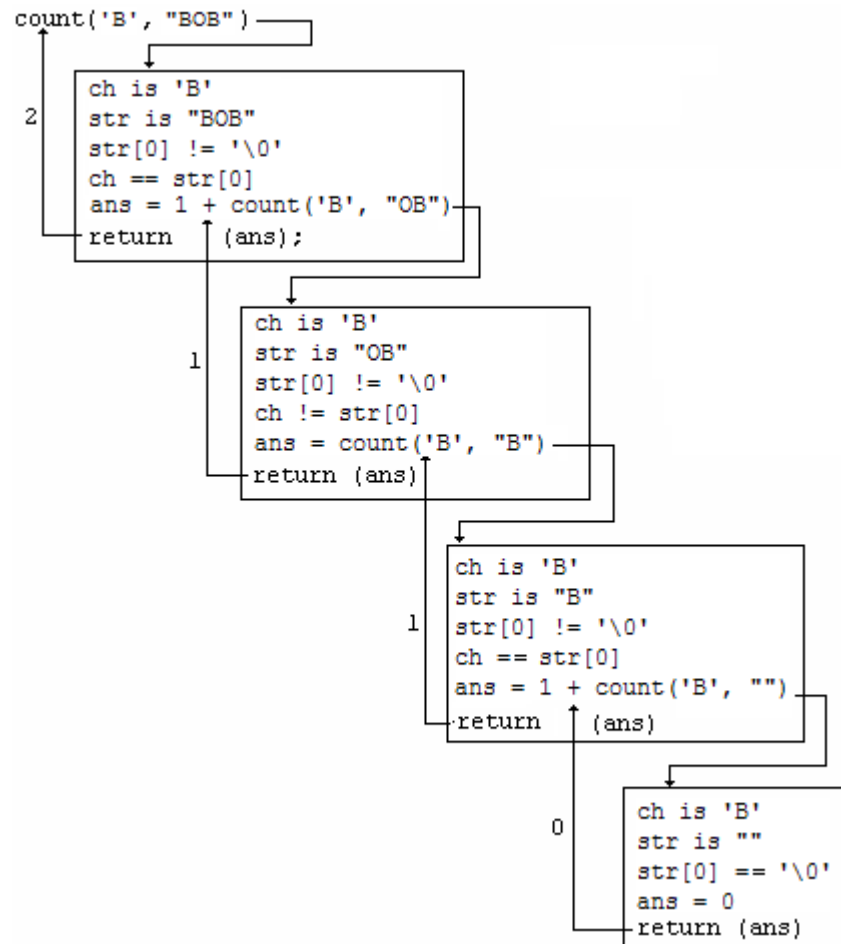 count('B', "BOB")
ch is 'B'
str is "BOB"
str[0] != '\0'
ch == str[0]
ans = 1 + count('B', "OB")
return (ans);
2
ch is 'B'
str is "OB"
str[0] != '\0'
ch != str[0]
ans = count('B', "B")
return (ans)
1
ch is 'B'
str is "B"
str[0] != '\0'
ch == str[0]
ans = 1 + count('B', "")
return (ans)
1
ch is 'B'
str is ""
str[0] == '\0'
ans = 0
return (ans)
0